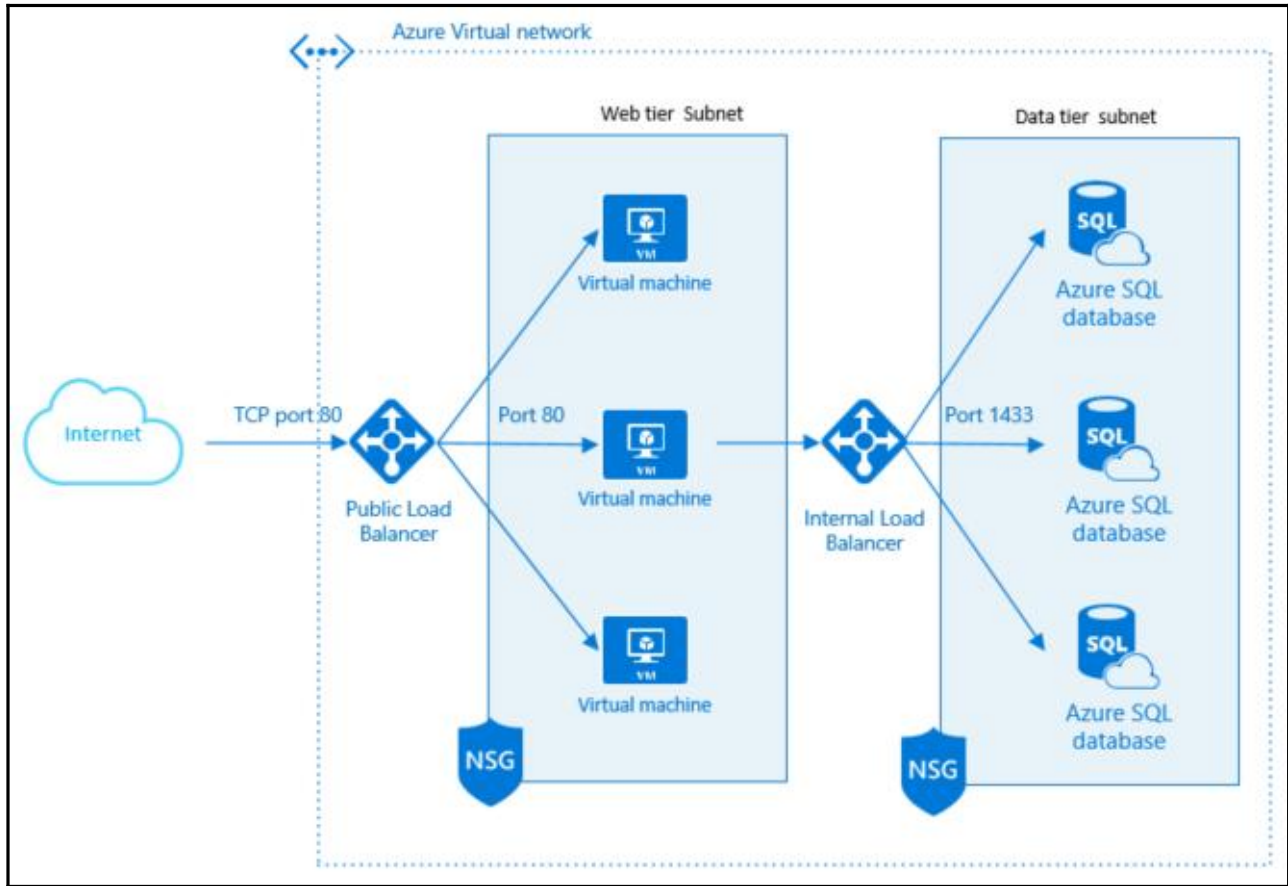 Azure Virtual network
Web tier Subnet
Data tier subnet
VM
Virtual machine
SQL
Azure SQL
database
Internet
TCP port 80
Public Load
Balancer
Port 80
VM
Virtual machine
Internal Load
Balancer
Port 1433
SQL
Azure SQL
database
VM
Virtual machine
SQL
Azure SQL
database
NSG
NSG